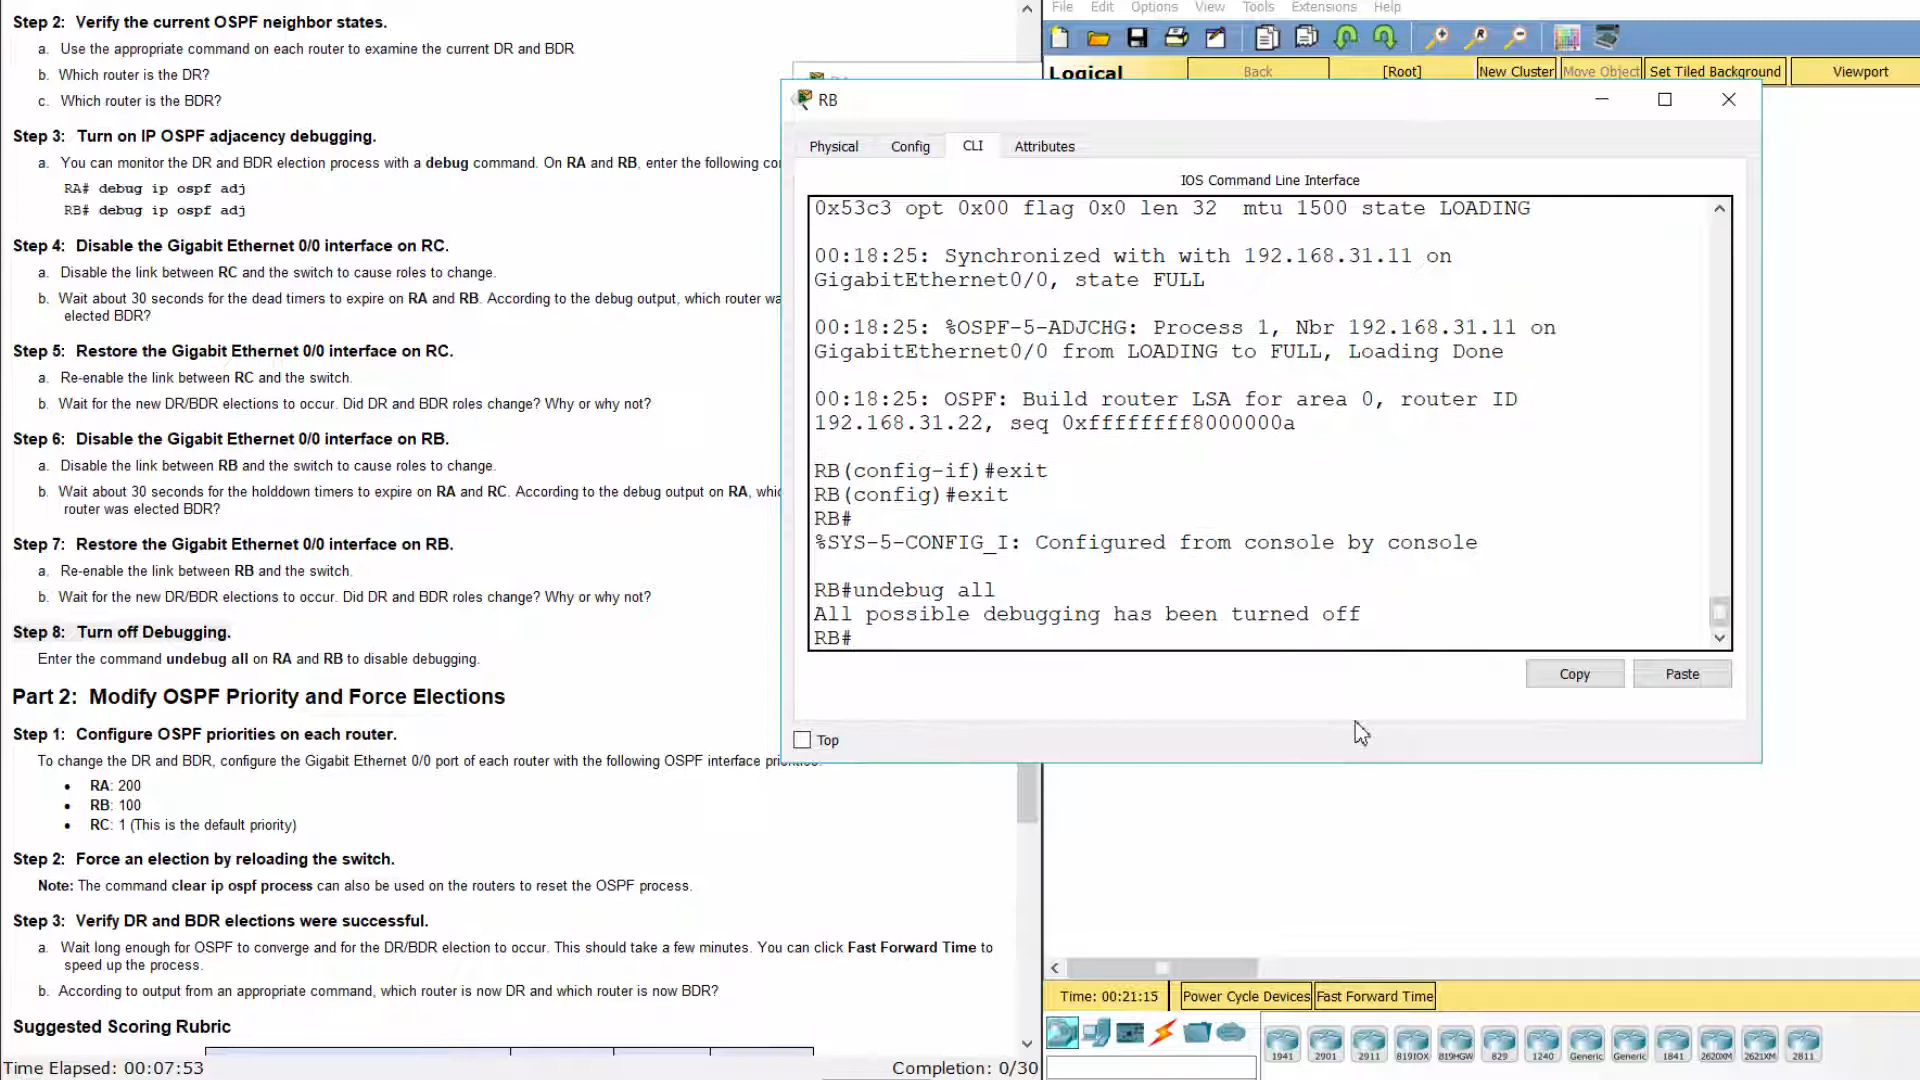 Step 2: Verify the current OSPF neighbor states.
a. Use the appropriate command on each router to examine the current DR and BDR
b. Which router is the DR?
c. Which router is the BDR?
Step 3: Turn on IP OSPF adjacency debugging.
a. You can monitor the DR and BDR election process with a debug command. On RA and RB, enter the following co
RA# debug ip ospf adj
RB# debug ip ospf adj
Step 4: Disable the Gigabit Ethernet 0/0 interface on RC.
a. Disable the link between RC and the switch to cause roles to change.
b. Wait about 30 seconds for the dead timers to expire on RA and RB. According to the debug output, which router wa
elected BDR?
Step 5: Restore the Gigabit Ethernet 0/0 interface on RC.
a. Re-enable the link between RC and the switch.
b. Wait for the new DR/BDR elections to occur. Did DR and BDR roles change? Why or why not?
Step 6: Disable the Gigabit Ethernet 0/0 interface on RB.
a. Disable the link between RB and the switch to cause roles to change.
b. Wait about 30 seconds for the holddown timers to expire on RA and RC. According to the debug output on RA, whic
router was elected BDR?
Step 7: Restore the Gigabit Ethernet 0/0 interface on RB.
a. Re-enable the link between RB and the switch.
b. Wait for the new DR/BDR elections to occur. Did DR and BDR roles change? Why or why not?
Step 8: Turn off Debugging.
Enter the command undebug all on RA and RB to disable debugging.
Part 2: Modify OSPF Priority and Force Elections
Step 1: Configure OSPF priorities on each router.
To change the DR and BDR, configure the Gigabit Ethernet 0/0 port of each router with the following OSPF interface
• RA: 200
• RB: 100
• RC: 1 (This is the default priority)
Step 2: Force an election by reloading the switch.
Note: The command clear ip ospf process can also be used on the routers to reset the OSPF process.
Step 3: Verify DR and BDR elections were successful.
a. Wait long enough for OSPF to converge and for the DR/BDR election to occur. This should take a few minutes. You can click Fast Forward Time to
speed up the process.
b. According to output from an appropriate command, which router is now DR and which router is now BDR?
Suggested Scoring Rubric
Time Elapsed: 00:07:53
Completion: 0/30
File Edit Options View Tools Extensions Help
Logical
Back
[Root]
New Cluster
Move Object
Set Tiled Background
Viewport
RB
Physical
Config
CLI
Attributes
IOS Command Line Interface
0x53c3 opt 0x00 flag 0x0 len 32 mtu 1500 state LOADING
00:18:25: Synchronized with with 192.168.31.11 on
GigabitEthernet0/0, state FULL
00:18:25: %OSPF-5-ADJCHG: Process 1, Nbr 192.168.31.11 on
GigabitEthernet0/0 from LOADING to FULL, Loading Done
00:18:25: OSPF: Build router LSA for area 0, router ID
192.168.31.22, seq 0xffffffff8000000a
RB(config-if)#exit
RB(config)#exit
RB#
%SYS-5-CONFIG_I: Configured from console by console
RB#undebug all
All possible debugging has been turned off
RB#
Copy
Paste
Top
Time: 00:21:15
Power Cycle Devices
Fast Forward Time
1941
2901
2911
819IOX
819HGW
829
1240
Generic
Generic
1841
2620XM
2621XM
2811